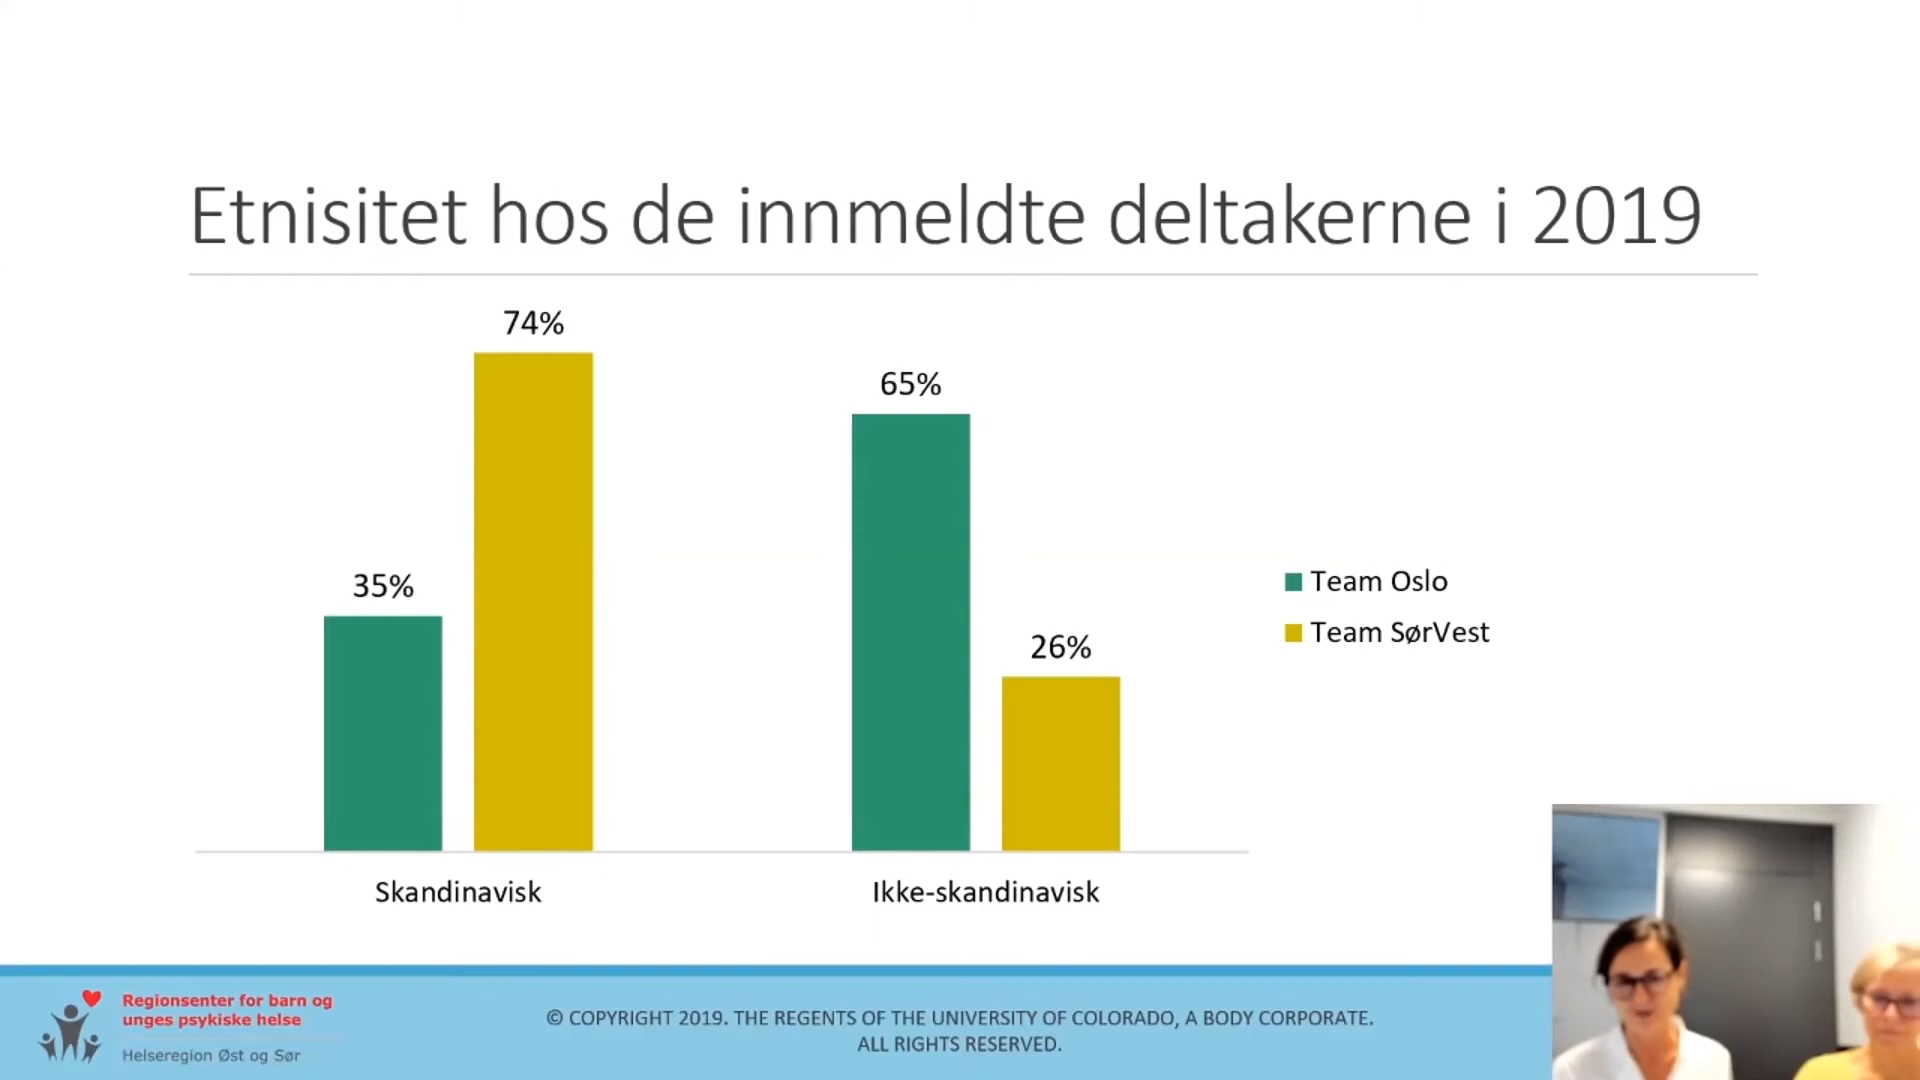 Etnisitet hos de innmeldte deltakerne i 2019
74%
65%
35%
26%
Team Oslo
Team SørVest
Skandinavisk
Ikke-skandinavisk
Regionsenter for barn og
unges psykiske helse
Helseregion Øst og Sør
© COPYRIGHT 2019. THE REGENTS OF THE UNIVERSITY OF COLORADO, A BODY CORPORATE.
ALL RIGHTS RESERVED.